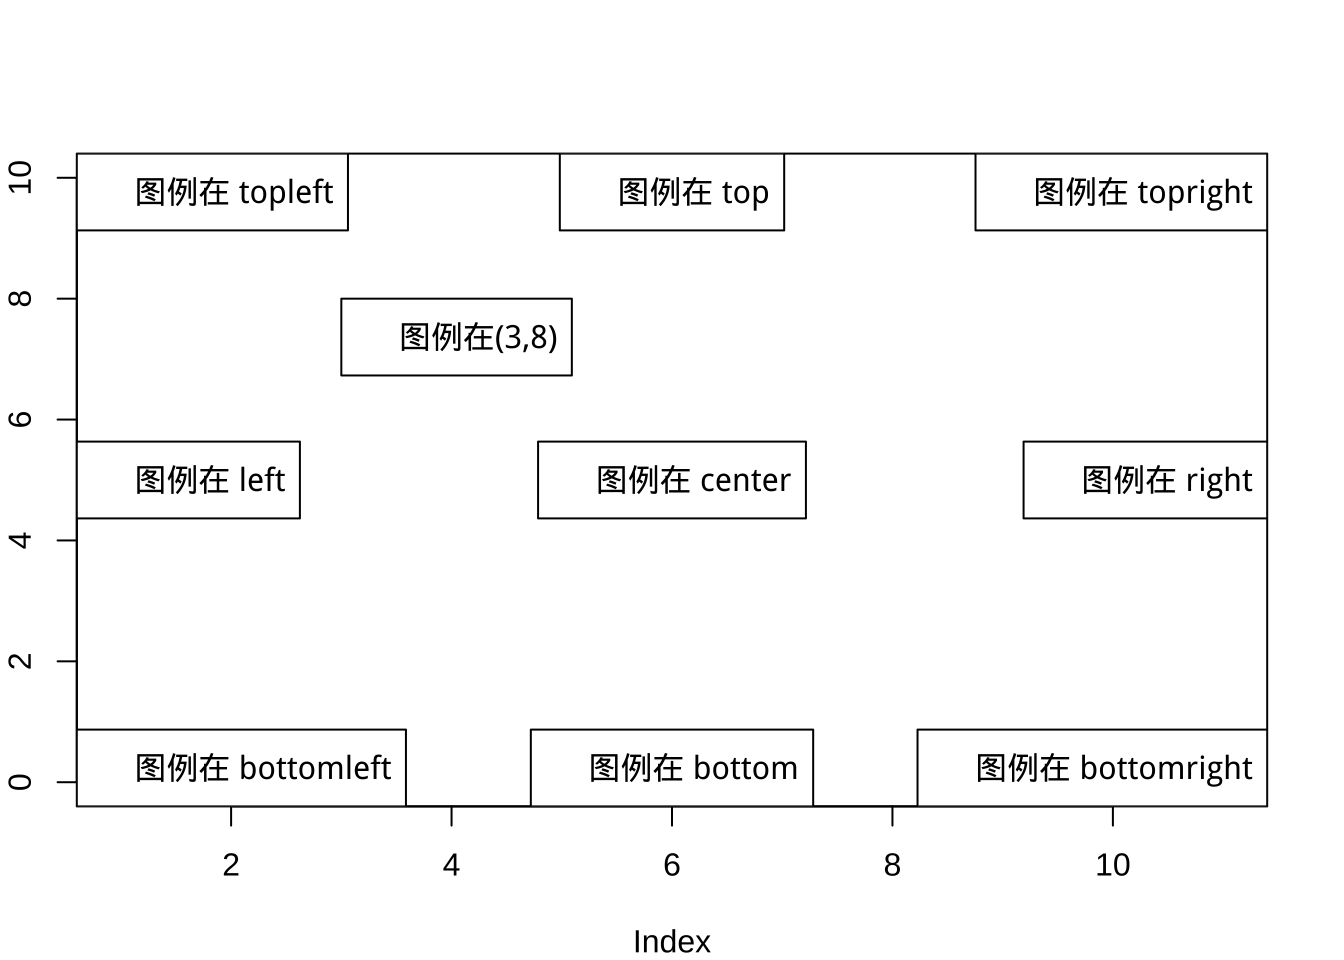 10
图例在 topleft
图例在 top
图例在 topright
8
图例在(3,8)
6
图例在 left
图例在 center
图例在 right
4
2
图例在 bottomleft
图例在 bottom
图例在 bottomright
0
2
4
6
8
10
Index